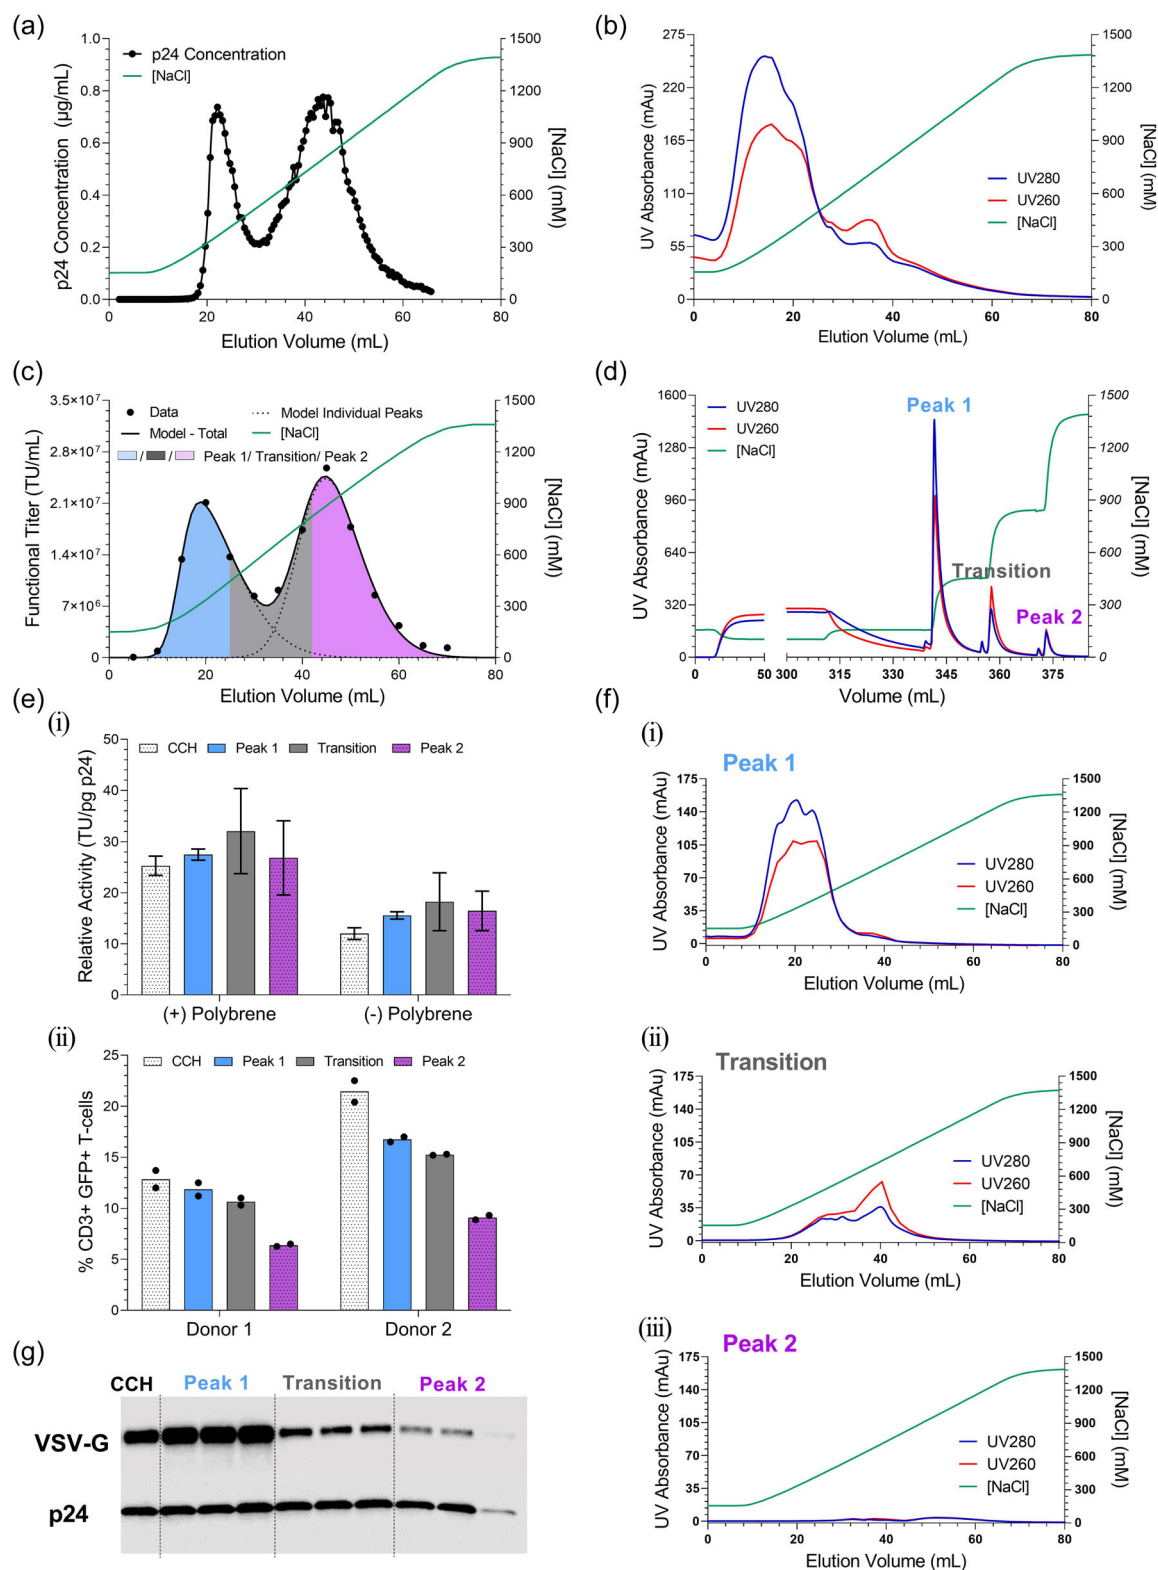 (a)
1.0
0.8
0.6
0.4
0.2
0.0
p24 Concentration (µg/mL)
p24 Concentration
[NaCl]
1500
1200
900
600
300
0
[NaCl] (mM)
0 20 40 60 80
Elution Volume (mL)
(b)
275
220
165
110
55
0
UV Absorbance (mAu)
UV280
UV260
[NaCl]
1500
1200
900
600
300
0
[NaCl] (mM)
0 20 40 60 80
Elution Volume (mL)
(c)
3.5×10⁷
2.8×10⁷
2.1×10⁷
1.4×10⁷
7×10⁶
0
Functional Titer (TU/mL)
Data
Model Individual Peaks
Model - Total
[NaCl]
/ / Peak 1/ Transition/ Peak 2
1500
1200
900
600
300
0
[NaCl] (mM)
0 20 40 60 80
Elution Volume (mL)
(d)
1600
1280
960
640
320
0
UV Absorbance (mAu)
UV280
UV260
[NaCl]
Peak 1
Transition
Peak 2
1500
1200
900
600
300
0
[NaCl] (mM)
0 50 300 315 345 375
Volume (mL)
(e)
(i)
50
40
30
20
10
0
Relative Activity (TU/pg p24)
CCH Peak 1 Transition Peak 2
(+) Polybrene (-) Polybrene
(ii)
25
20
15
10
5
0
% CD3+ GFP+ T-cells
CCH Peak 1 Transition Peak 2
Donor 1 Donor 2
(f)
(i)
Peak 1
175
140
105
70
35
0
UV Absorbance (mAu)
UV280
UV260
[NaCl]
1500
1200
900
600
300
0
[NaCl] (mM)
0 20 40 60 80
Elution Volume (mL)
(ii)
Transition
175
140
105
70
35
0
UV Absorbance (mAu)
UV280
UV260
[NaCl]
1500
1200
900
600
300
0
[NaCl] (mM)
0 20 40 60 80
Elution Volume (mL)
(iii)
Peak 2
175
140
105
70
35
0
UV Absorbance (mAu)
UV280
UV260
[NaCl]
1500
1200
900
600
300
0
[NaCl] (mM)
0 20 40 60 80
Elution Volume (mL)
(g)
CCH Peak 1 Transition Peak 2
VSV-G
p24